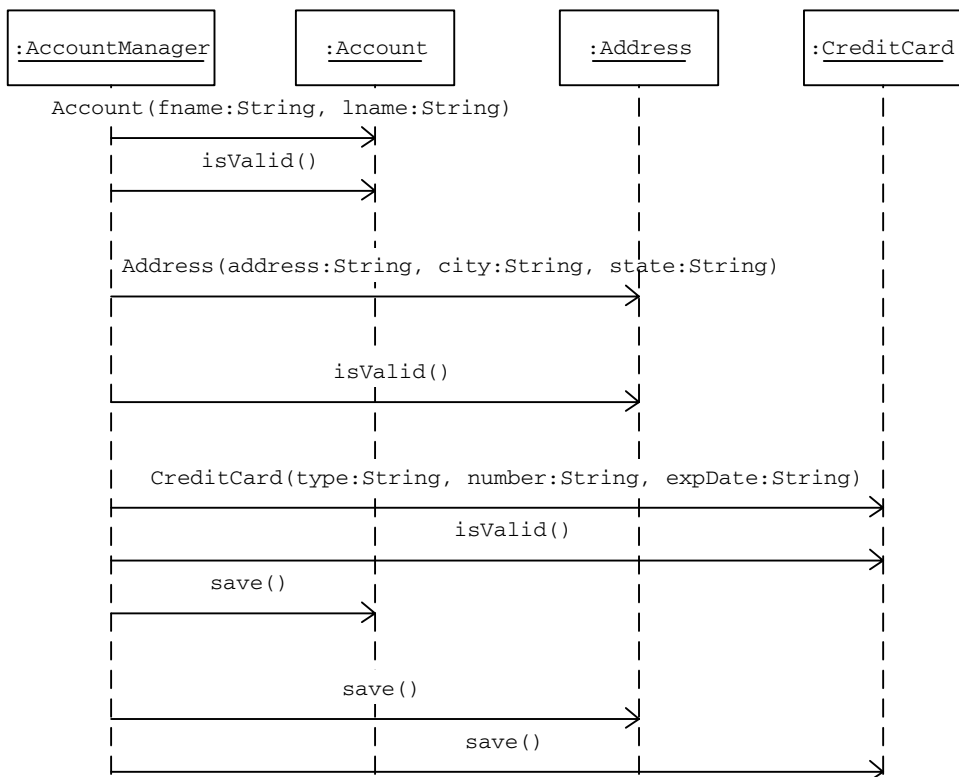 :AccountManager :Account :Address :CreditCard
Account(fname:String, lname:String)
isValid()
Address(address:String, city:String, state:String)
isValid()
CreditCard(type:String, number:String, expDate:String)
isValid()
save()
save()
save()